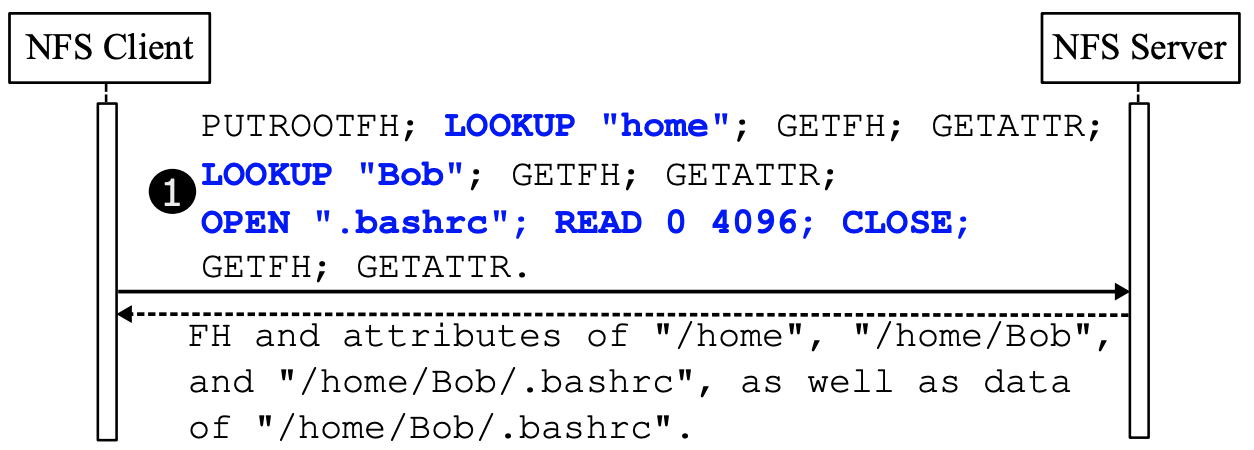 NFS Client
NFS Server
PUTROOTFH; LOOKUP "home"; GETFH; GETATTR;
❶
LOOKUP "Bob"; GETFH; GETATTR;
OPEN ".bashrc"; READ 0 4096; CLOSE;
GETFH; GETATTR.
FH and attributes of "/home", "/home/Bob",
and "/home/Bob/.bashrc", as well as data
of "/home/Bob/.bashrc".